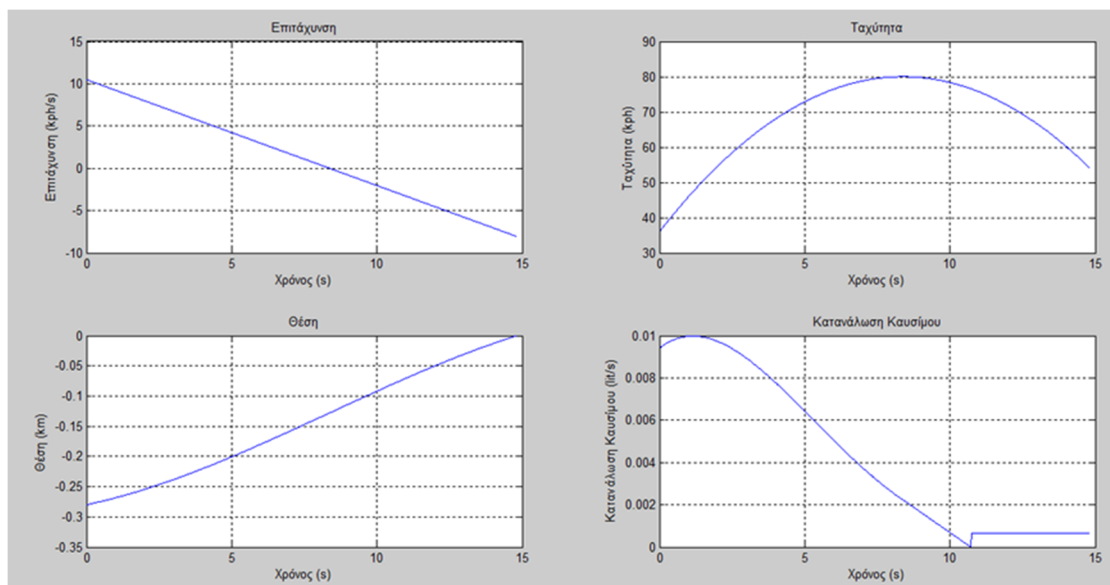 Επιτάχυνση
15
10
5
0
-5
-10
Επιτάχυνση (kph/s)
0 5 10 15
Χρόνος (s)
Ταχύτητα
90
80
70
60
50
40
30
Ταχύτητα (kph)
0 5 10 15
Χρόνος (s)
Θέση
0
-0.05
-0.1
-0.15
-0.2
-0.25
-0.3
-0.35
Θέση (km)
0 5 10 15
Χρόνος (s)
Κατανάλωση Καυσίμου
0.01
0.008
0.006
0.004
0.002
0
Κατανάλωση Καυσίμου (lit/s)
0 5 10 15
Χρόνος (s)